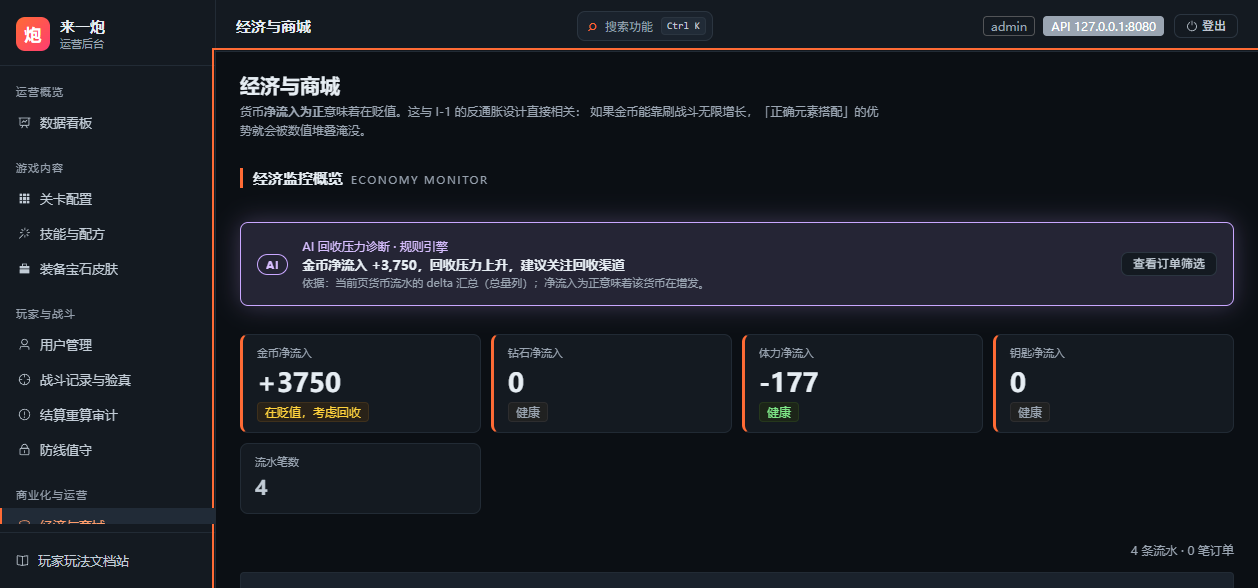 炮
来一炮
运营后台
经济与商城
搜索功能 Ctrl K
admin
API 127.0.0.1:8080
登出
运营概览
数据看板
游戏内容
关卡配置
技能与配方
装备宝石皮肤
玩家与战斗
用户管理
战斗记录与验真
结算重算审计
防线值守
商业化与运营
经济与商城
玩家玩法文档站
经济与商城
货币净流入为正意味着在贬值。这与 I-1 的反通胀设计直接相关： 如果金币能靠刷战斗无限增长，「正确元素搭配」的优
势就会被数值堆叠淹没。
经济监控概览 ECONOMY MONITOR
AI
AI 回收压力诊断 · 规则引擎
金币净流入 +3,750，回收压力上升，建议关注回收渠道
依据：当前页货币流水的 delta 汇总（总量列）；净流入为正意味着该货币在增发。
查看订单筛选
金币净流入
+3750
在贬值，考虑回收
钻石净流入
0
健康
体力净流入
-177
健康
钥匙净流入
0
健康
流水笔数
4
4 条流水 · 0 笔订单